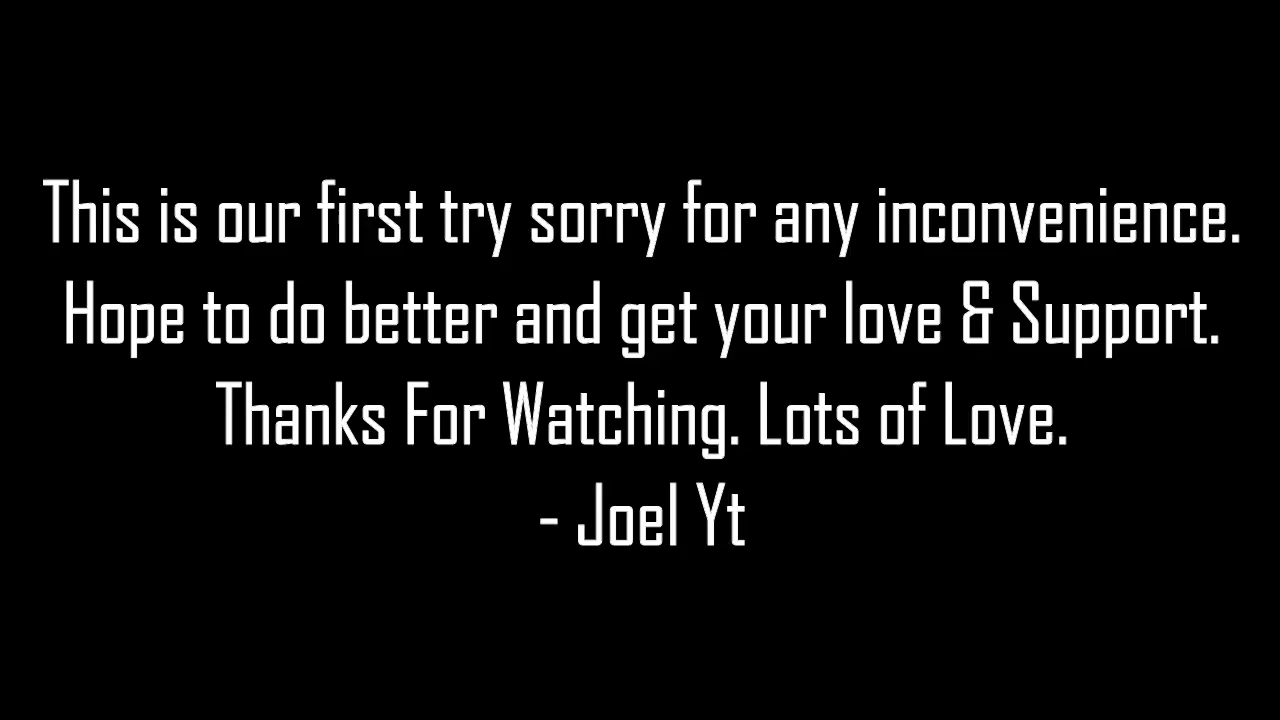 This is our first try sorry for any inconvenience.
Hope to do better and get your love & Support.
Thanks For Watching. Lots of Love.
- Joel Yt